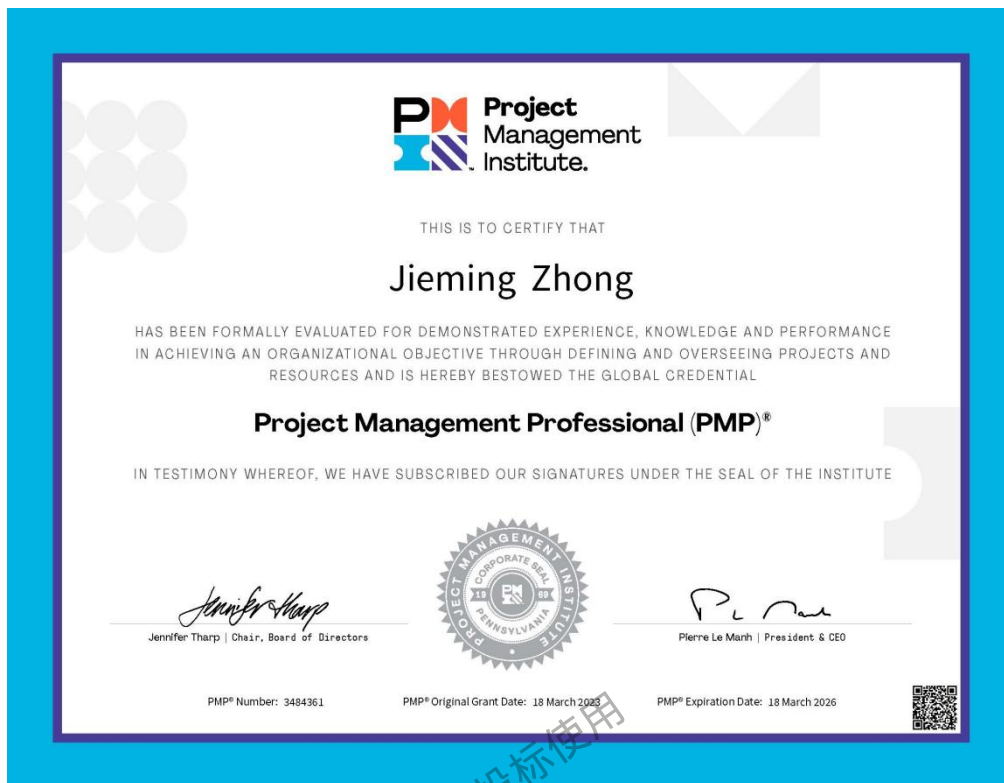 Project
Management
Institute.
THIS IS TO CERTIFY THAT
Jieming Zhong
HAS BEEN FORMALLY EVALUATED FOR DEMONSTRATED EXPERIENCE, KNOWLEDGE AND PERFORMANCE
IN ACHIEVING AN ORGANIZATIONAL OBJECTIVE THROUGH DEFINING AND OVERSEEING PROJECTS AND
RESOURCES AND IS HEREBY BESTOWED THE GLOBAL CREDENTIAL
Project Management Professional (PMP)®
IN TESTIMONY WHEREOF, WE HAVE SUBSCRIBED OUR SIGNATURES UNDER THE SEAL OF THE INSTITUTE
PROJECT MANAGEMENT INSTITUTE
CORPORATE SEAL
19 69
PENNSYLVANIA
Jennifer Tharp
Jennifer Tharp | Chair, Board of Directors
Pierre Le Manh | President & CEO
PMP® Number: 3484361
PMP® Original Grant Date: 18 March 2023
PMP® Expiration Date: 18 March 2026
投标使用